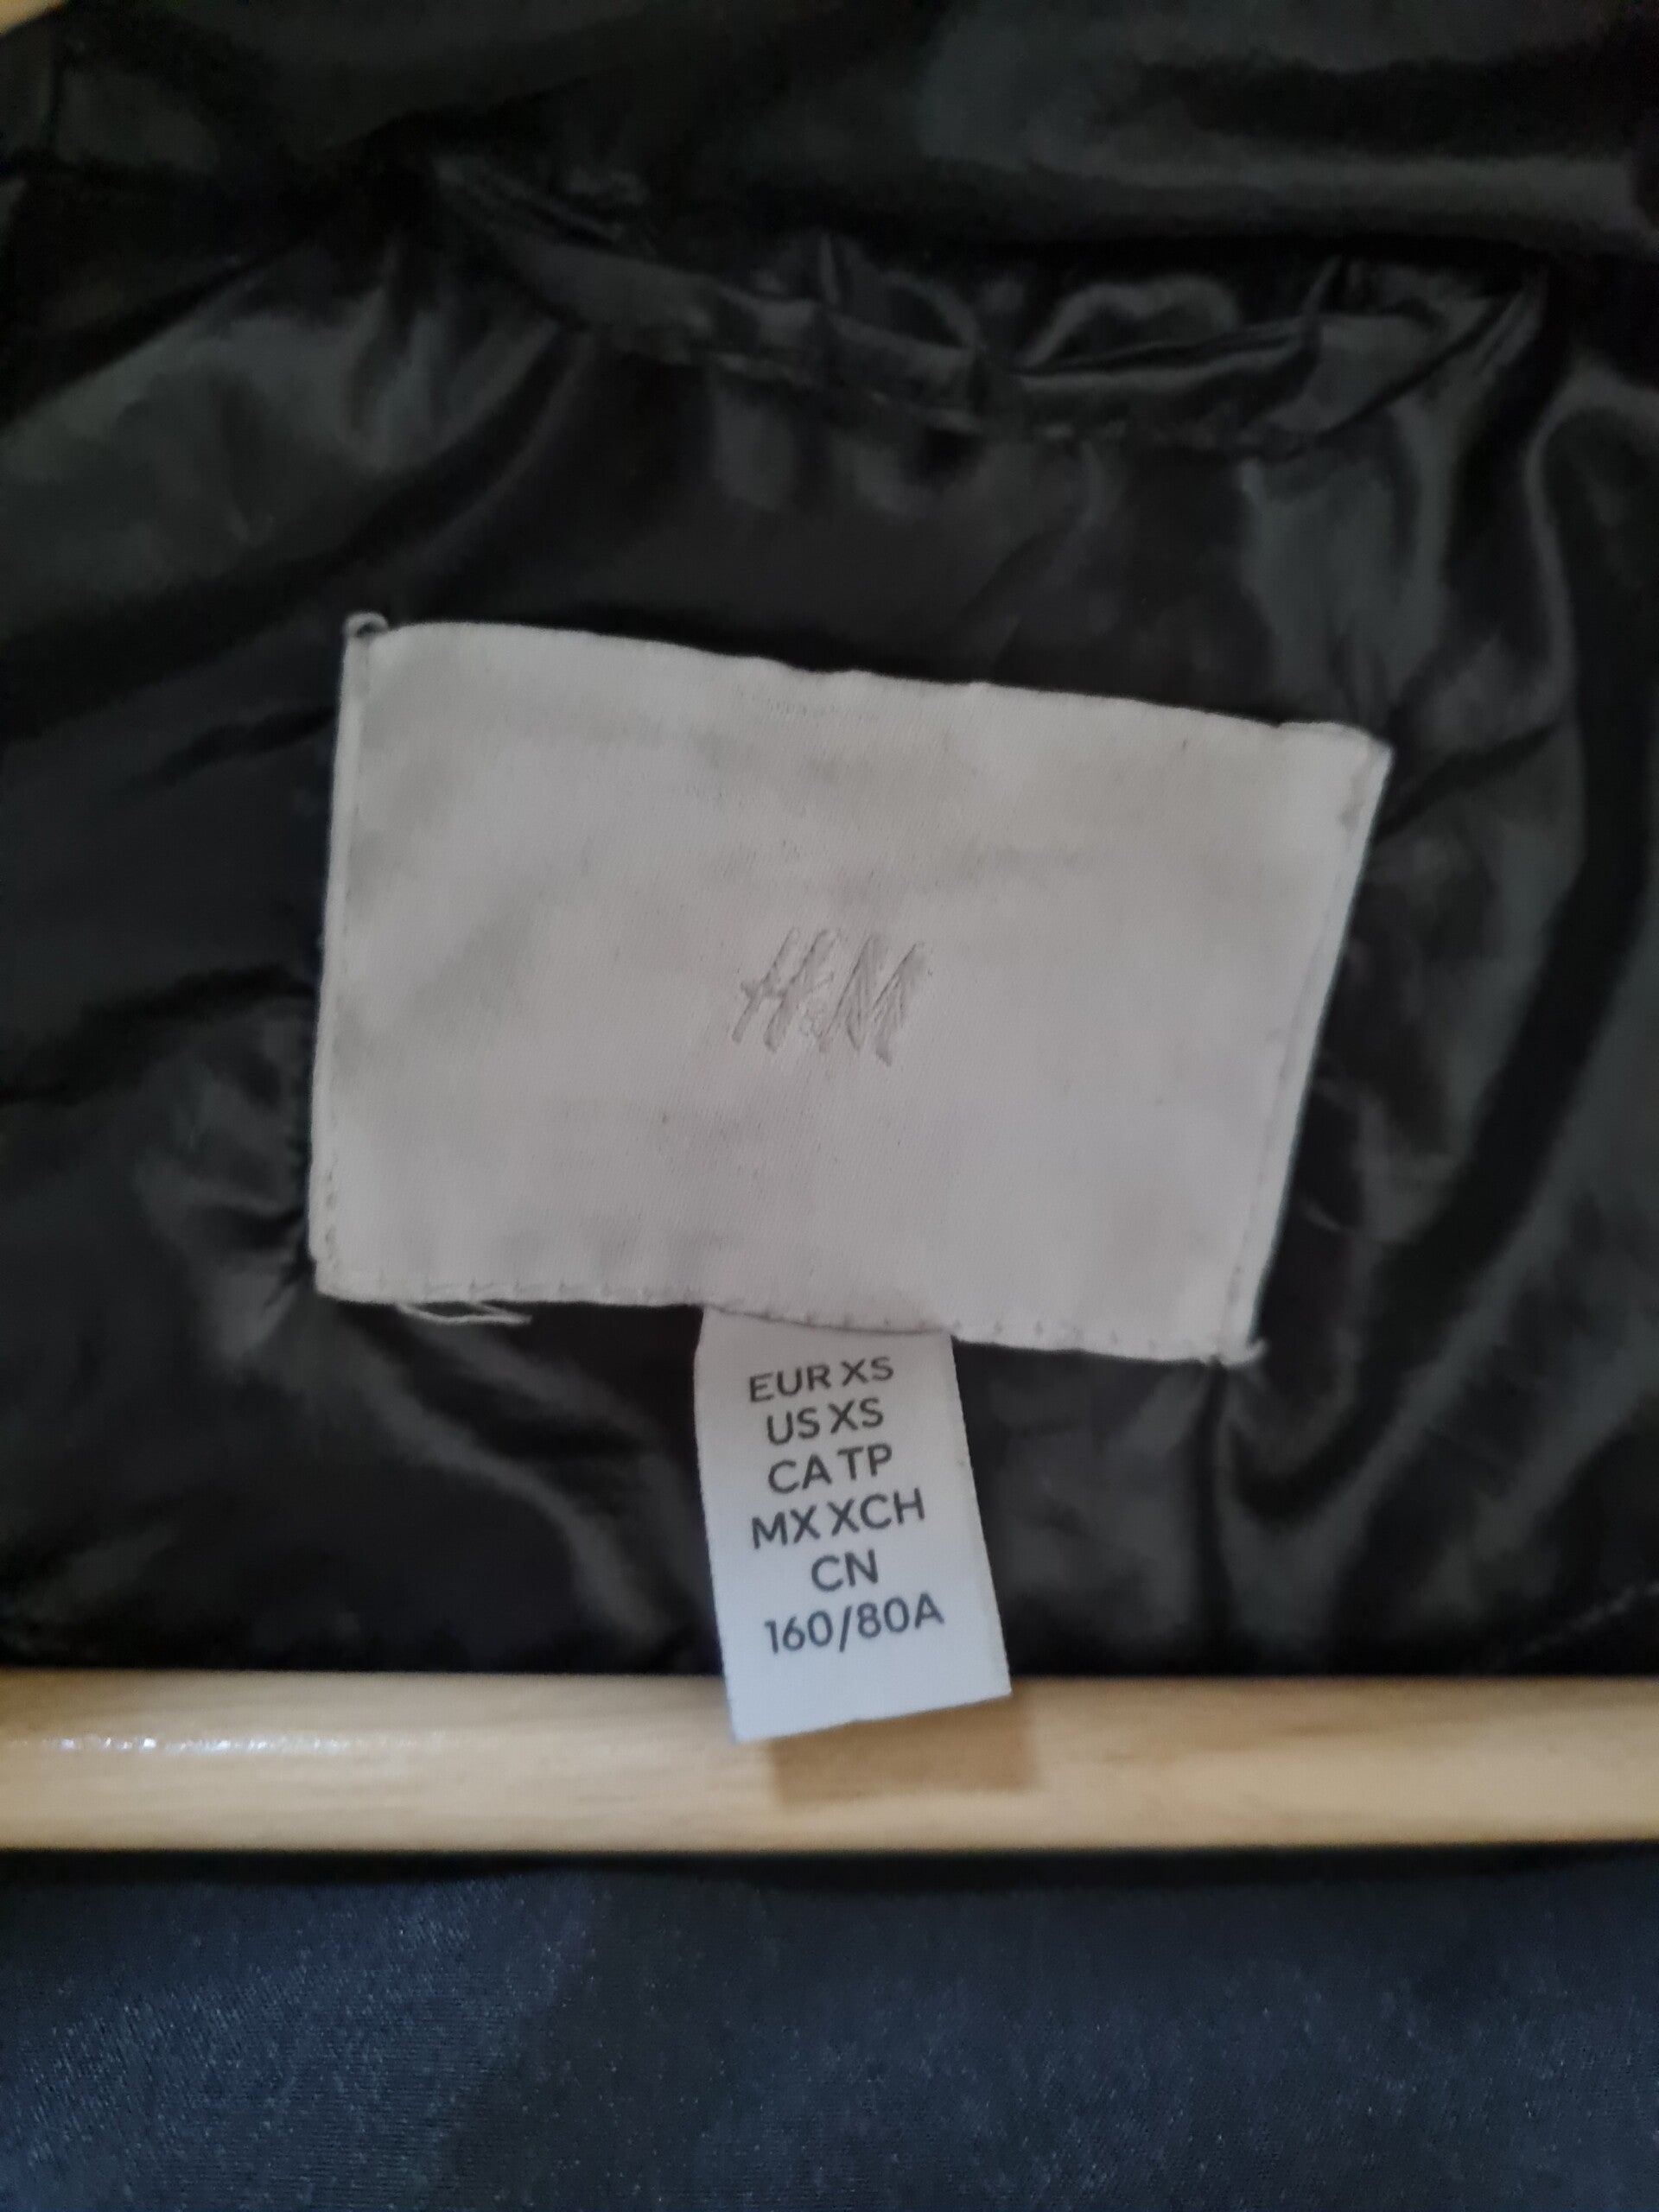 H&M
EUR XS
US XS
CA TP
MX XCH
CN
160/80A